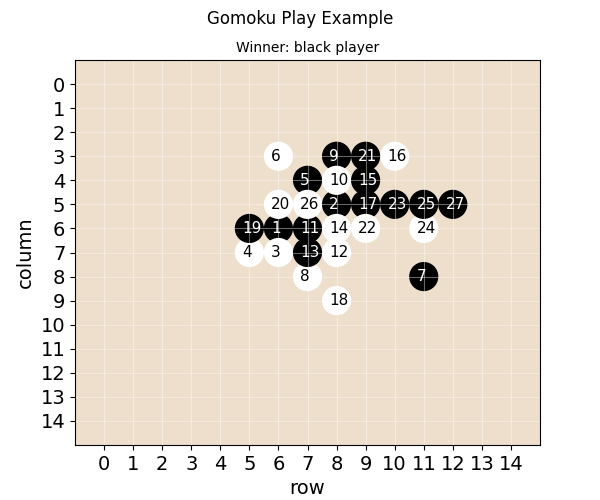 Gomoku Play Example
Winner: black player
0
1
2
3 6 9 21 16
4 5 10 15
5 20 26 2 17 23 25 27
6 19 1 11 14 22 24
7 4 3 13 12
8 8 7
9 18
10
11
12
13
14
column
0 1 2 3 4 5 6 7 8 9 10 11 12 13 14
row